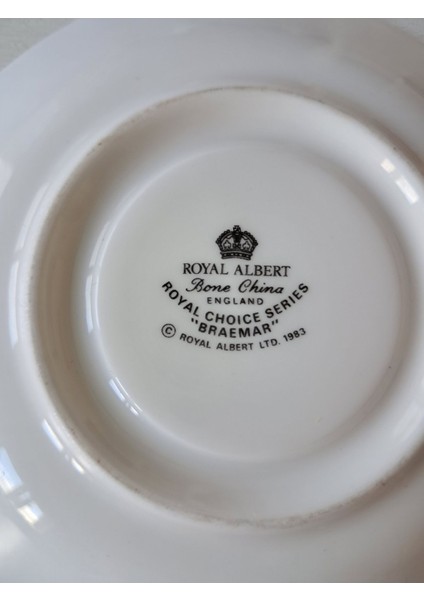 ROYAL ALBERT
Bone China
ENGLAND
ROYAL CHOICE SERIES
"BRAEMAR"
© ROYAL ALBERT LTD. 1983